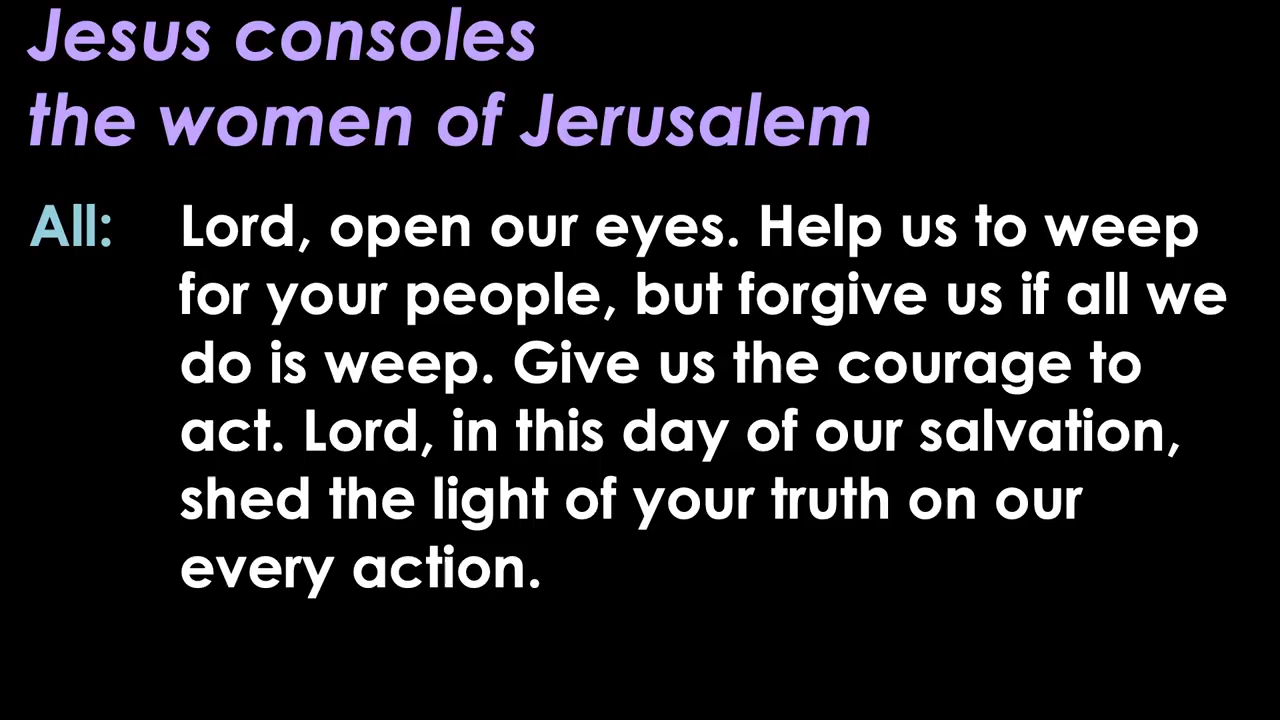 Jesus consoles
the women of Jerusalem
All: Lord, open our eyes. Help us to weep
for your people, but forgive us if all we
do is weep. Give us the courage to
act. Lord, in this day of our salvation,
shed the light of your truth on our
every action.